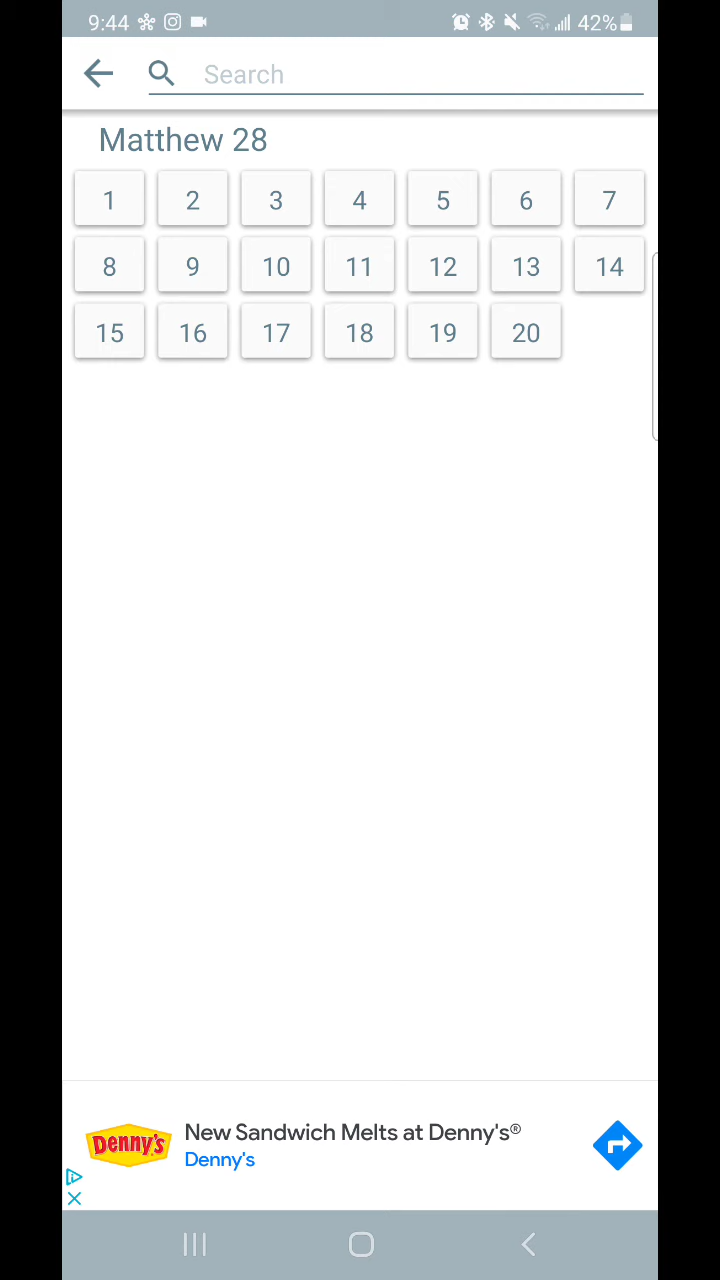 9:44 42%
Search
Matthew 28
1 2 3 4 5 6 7
8 9 10 11 12 13 14
15 16 17 18 19 20
Denny's
New Sandwich Melts at Denny's®
Denny's